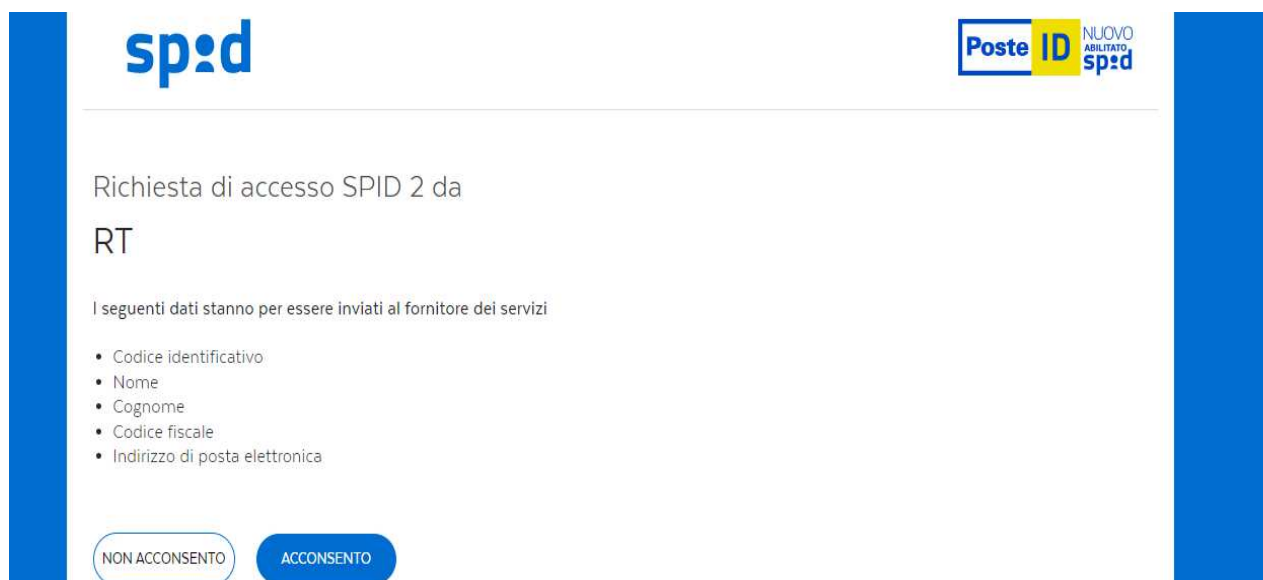 spid
Poste ID NUOVO
ABILITATO
spid
Richiesta di accesso SPID 2 da
RT
I seguenti dati stanno per essere inviati al fornitore dei servizi
• Codice identificativo
• Nome
• Cognome
• Codice fiscale
• Indirizzo di posta elettronica
NON ACCONSENTO ACCONSENTO